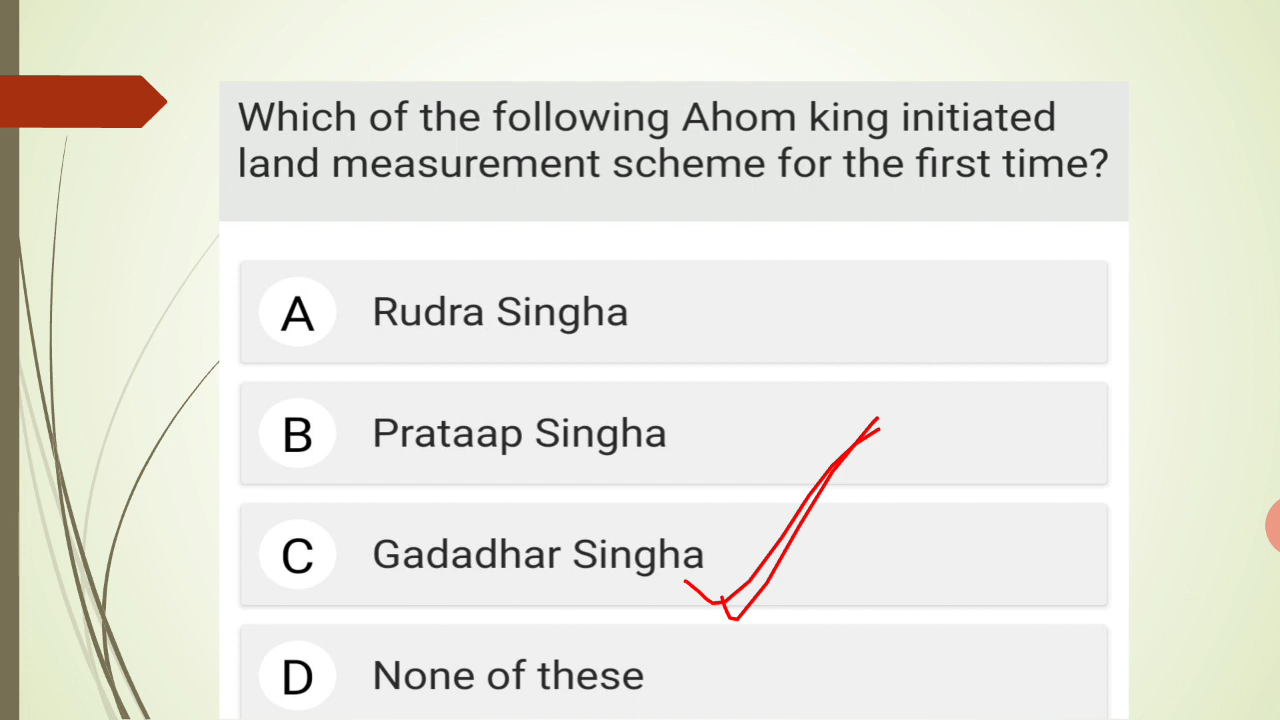 Which of the following Ahom king initiated
land measurement scheme for the first time?
A Rudra Singha
B Prataap Singha
C Gadadhar Singha
D None of these